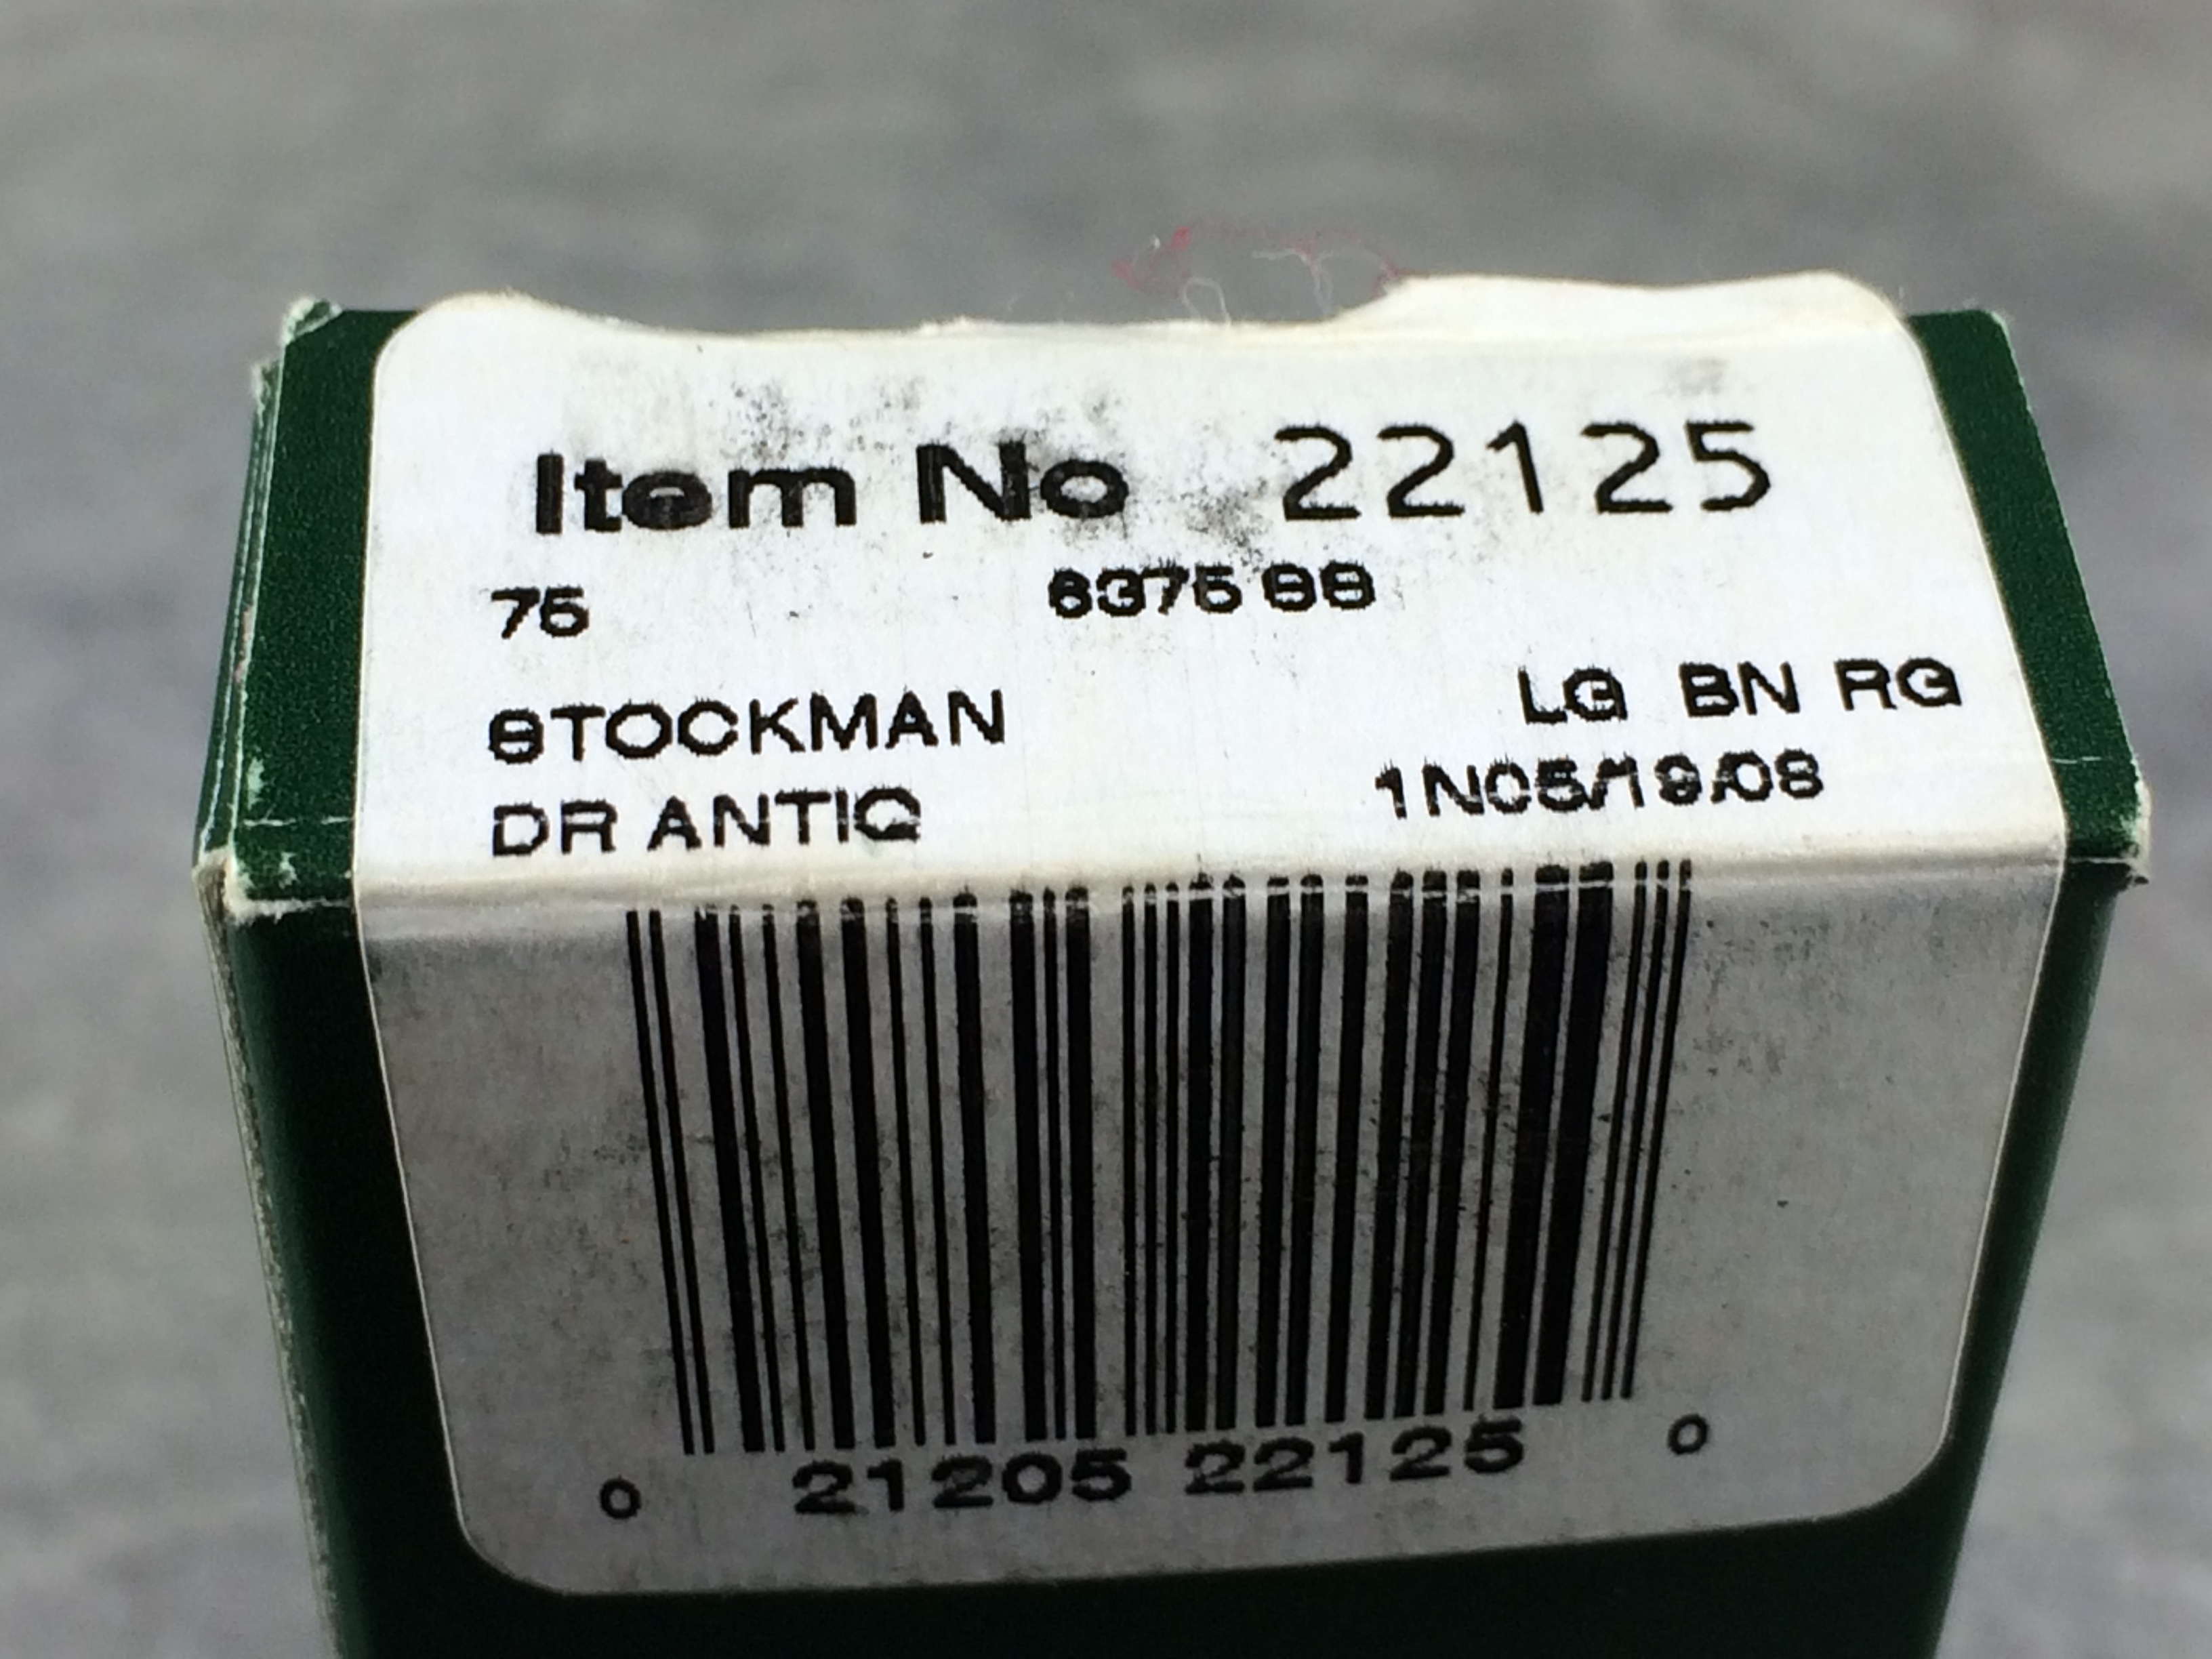 Item No 22125
75 6375 SS
STOCKMAN LG BN RG
DR ANTIQ 1N05/19/08
0 21205 22125 0